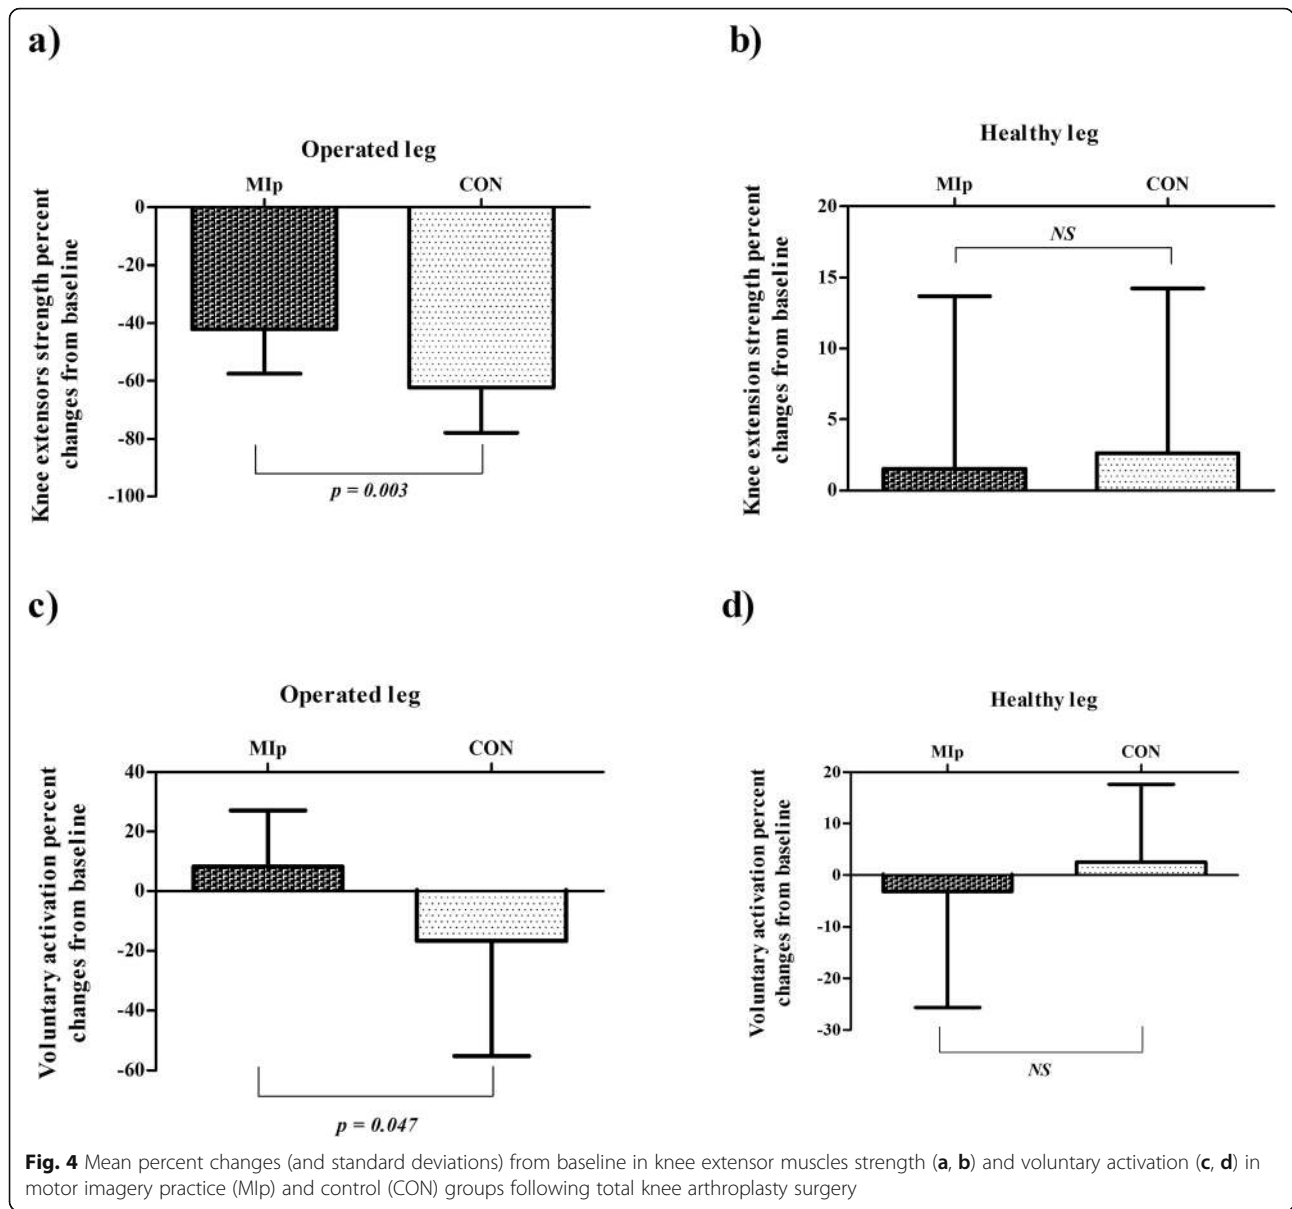 a)
Operated leg
MIp CON
Knee extensors strength percent
changes from baseline
0
-20
-40
-60
-80
-100
p = 0.003
b)
Healthy leg
MIp CON
Knee extension strength percent
changes from baseline
20
15
10
5
0
NS
c)
Operated leg
MIp CON
Voluntary activation percent
changes from baseline
40
20
0
-20
-40
-60
p = 0.047
d)
Healthy leg
MIp CON
Voluntary activation percent
changes from baseline
20
10
0
-10
-20
-30
NS
Fig. 4 Mean percent changes (and standard deviations) from baseline in knee extensor muscles strength (a, b) and voluntary activation (c, d) in
motor imagery practice (MIp) and control (CON) groups following total knee arthroplasty surgery